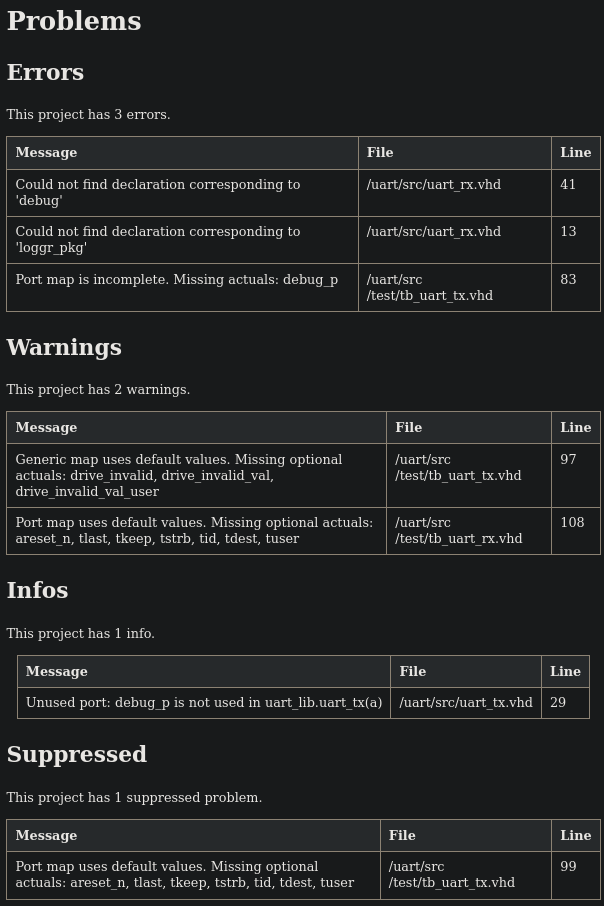 Problems
Errors
This project has 3 errors.
Message File Line
Could not find declaration corresponding to /uart/src/uart_rx.vhd 41
'debug'
Could not find declaration corresponding to /uart/src/uart_rx.vhd 13
'loggr_pkg'
Port map is incomplete. Missing actuals: debug_p /uart/src 83
/test/tb_uart_tx.vhd
Warnings
This project has 2 warnings.
Message File Line
Generic map uses default values. Missing optional /uart/src 97
actuals: drive_invalid, drive_invalid_val, /test/tb_uart_tx.vhd
drive_invalid_val_user
Port map uses default values. Missing optional actuals: /uart/src 108
areset_n, tlast, tkeep, tstrb, tid, tdest, tuser /test/tb_uart_rx.vhd
Infos
This project has 1 info.
Message File Line
Unused port: debug_p is not used in uart_lib.uart_tx(a) /uart/src/uart_tx.vhd 29
Suppressed
This project has 1 suppressed problem.
Message File Line
Port map uses default values. Missing optional /uart/src 99
actuals: areset_n, tlast, tkeep, tstrb, tid, tdest, tuser /test/tb_uart_tx.vhd